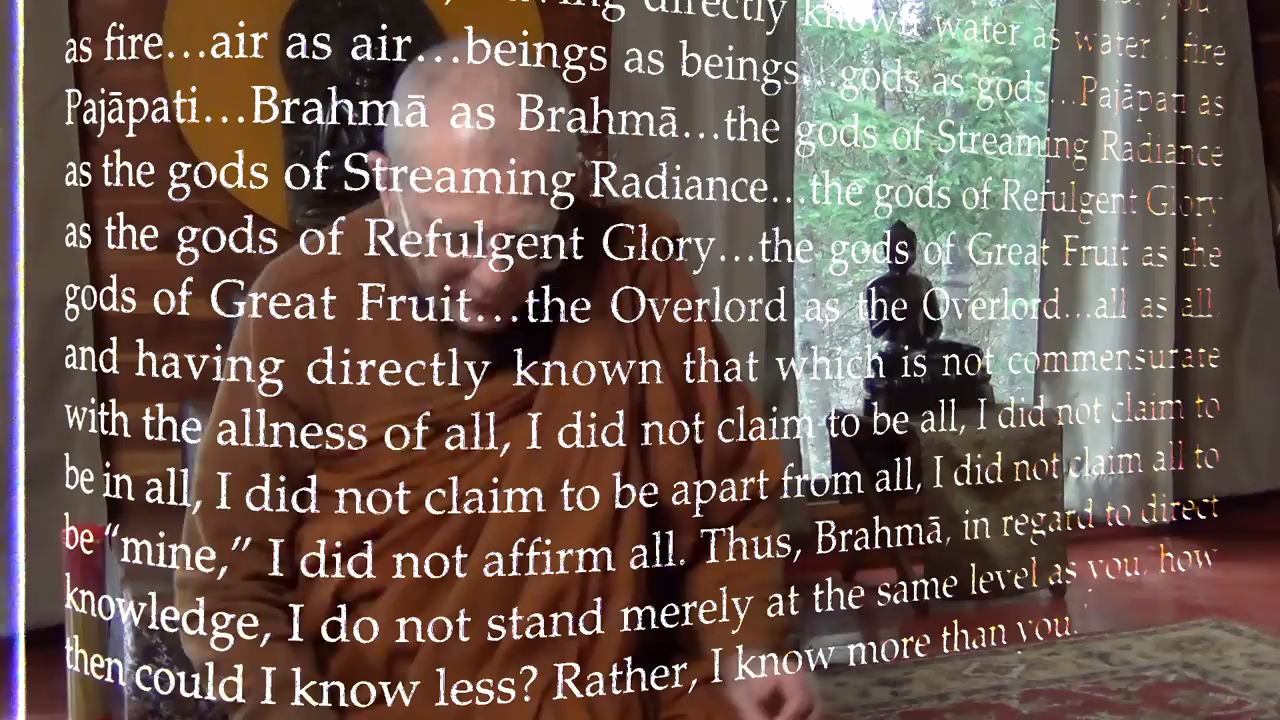 directly known water as water...fire
as fire...air as air...beings as beings...gods as gods...Pajāpati as
Pajāpati...Brahmā as Brahmā...the gods of Streaming Radiance
as the gods of Streaming Radiance...the gods of Refulgent Glory
as the gods of Refulgent Glory...the gods of Great Fruit as the
gods of Great Fruit...the Overlord as the Overlord...all as all,
and having directly known that which is not commensurate
with the allness of all, I did not claim to be all, I did not claim to
be in all, I did not claim to be apart from all, I did not claim all to
be “mine,” I did not affirm all. Thus, Brahmā, in regard to direct
knowledge, I do not stand merely at the same level as you, how
then could I know less? Rather, I know more than you.